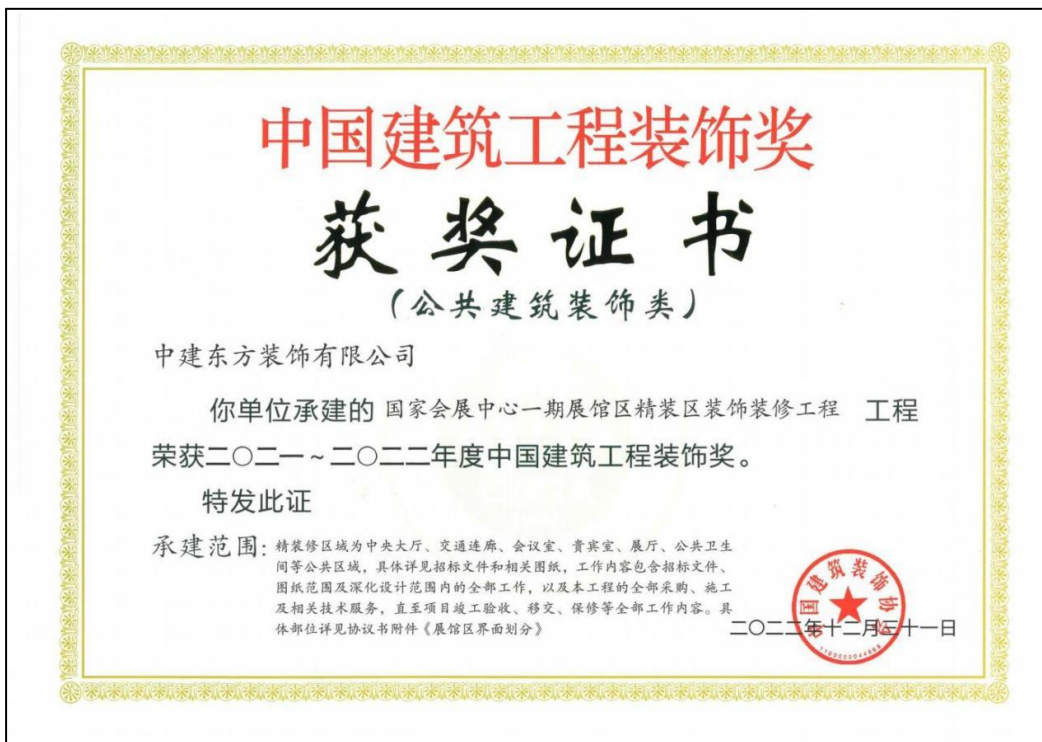 中国建筑工程装饰奖
获奖证书
(公共建筑装饰类)
中建东方装饰有限公司
你单位承建的 国家会展中心一期展馆区精装区装饰装修工程 工程
荣获二〇二一~二〇二二年度中国建筑工程装饰奖。
特发此证
承建范围: 精装修区域为中央大厅、交通连廊、会议室、贵宾室、展厅、公共卫生
间等公共区域,具体详见招标文件和相关图纸,工作内容包含招标文件、
图纸范围及深化设计范围内的全部工作,以及本工程的全部采购、施工
及相关技术服务,直至项目竣工验收、移交、保修等全部工作内容。具
体部位详见协议书附件《展馆区界面划分》
中国建筑装饰协会
二〇二二年十二月三十一日